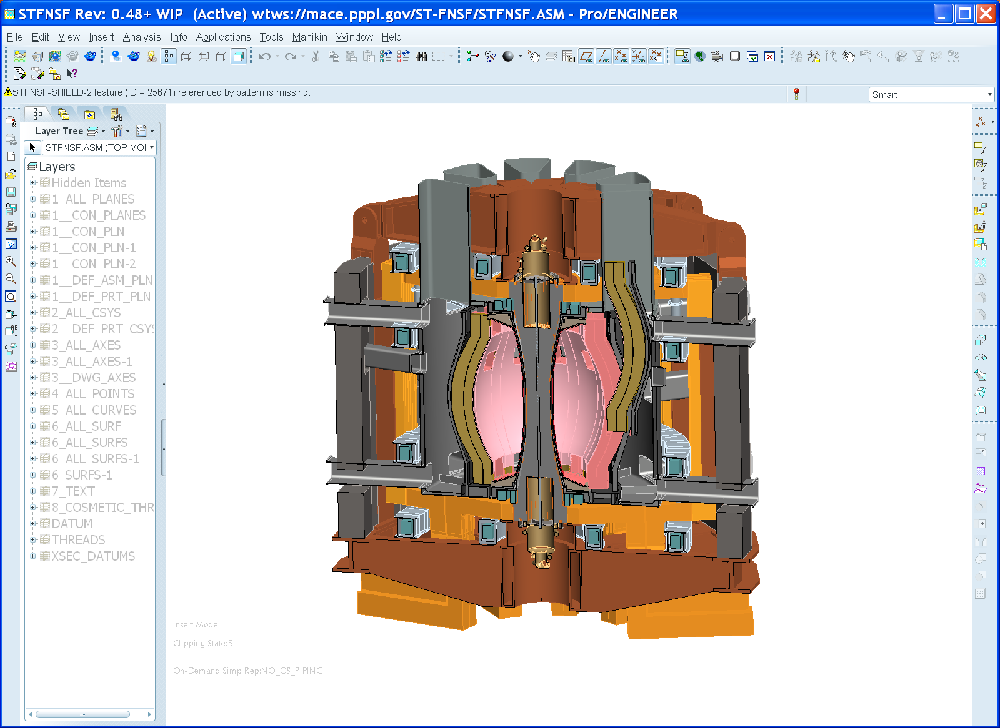 STFNSF Rev: 0.48+ WIP (Active) wtws://mace.pppl.gov/ST-FNSF/STFNSF.ASM - Pro/ENGINEER
File Edit View Insert Analysis Info Applications Tools Manikin Window Help
STFNSF-SHIELD-2 feature (ID = 25671) referenced by pattern is missing.
Smart
Layer Tree
STFNSF.ASM (TOP MOD
Layers
Hidden Items
1_ALL_PLANES
1__CON_PLANES
1__CON_PLN
1__CON_PLN-1
1__CON_PLN-2
1__DEF_ASM_PLN
1__DEF_PRT_PLN
2_ALL_CSYS
2__DEF_PRT_CSYS
3_ALL_AXES
3_ALL_AXES-1
3__DWG_AXES
4_ALL_POINTS
5_ALL_CURVES
6_ALL_SURF
6_ALL_SURFS
6_ALL_SURFS-1
6_SURFS-1
7_TEXT
8_COSMETIC_THR
DATUM
THREADS
XSEC_DATUMS
Insert Mode
Clipping State:B
On-Demand Simp Rep:NO_CS_PIPING